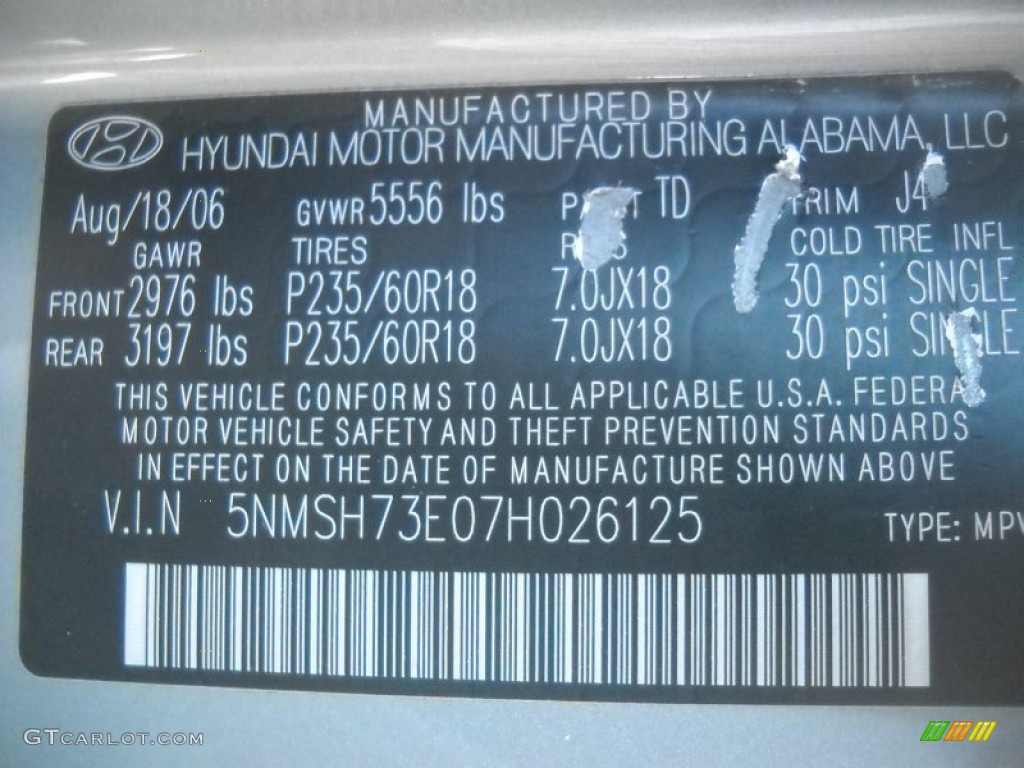 MANUFACTURED BY
HYUNDAI MOTOR MANUFACTURING ALABAMA, LLC
Aug/18/06 GVWR 5556 lbs TD TRIM J4
GAWR TIRES COLD TIRE INFL
FRONT 2976 lbs P235/60R18 7.0JX18 30 psi SINGLE
REAR 3197 lbs P235/60R18 7.0JX18 30 psi SINGLE
THIS VEHICLE CONFORMS TO ALL APPLICABLE U.S.A. FEDERAL
MOTOR VEHICLE SAFETY AND THEFT PREVENTION STANDARDS
IN EFFECT ON THE DATE OF MANUFACTURE SHOWN ABOVE
V.I.N 5NMSH73E07H026125 TYPE: MPV
GTCARLOT.COM